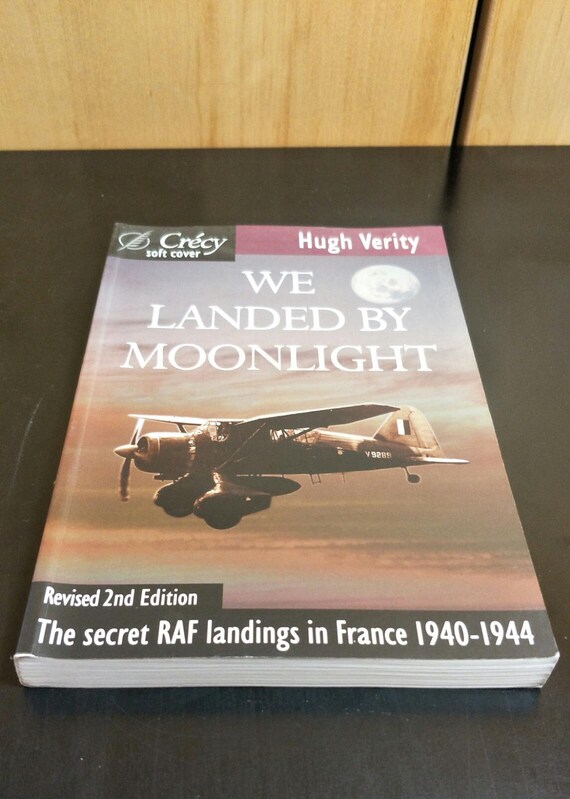 Crécy
soft cover
Hugh Verity
WE
LANDED BY
MOONLIGHT
V9289
Revised 2nd Edition
The secret RAF landings in France 1940-1944